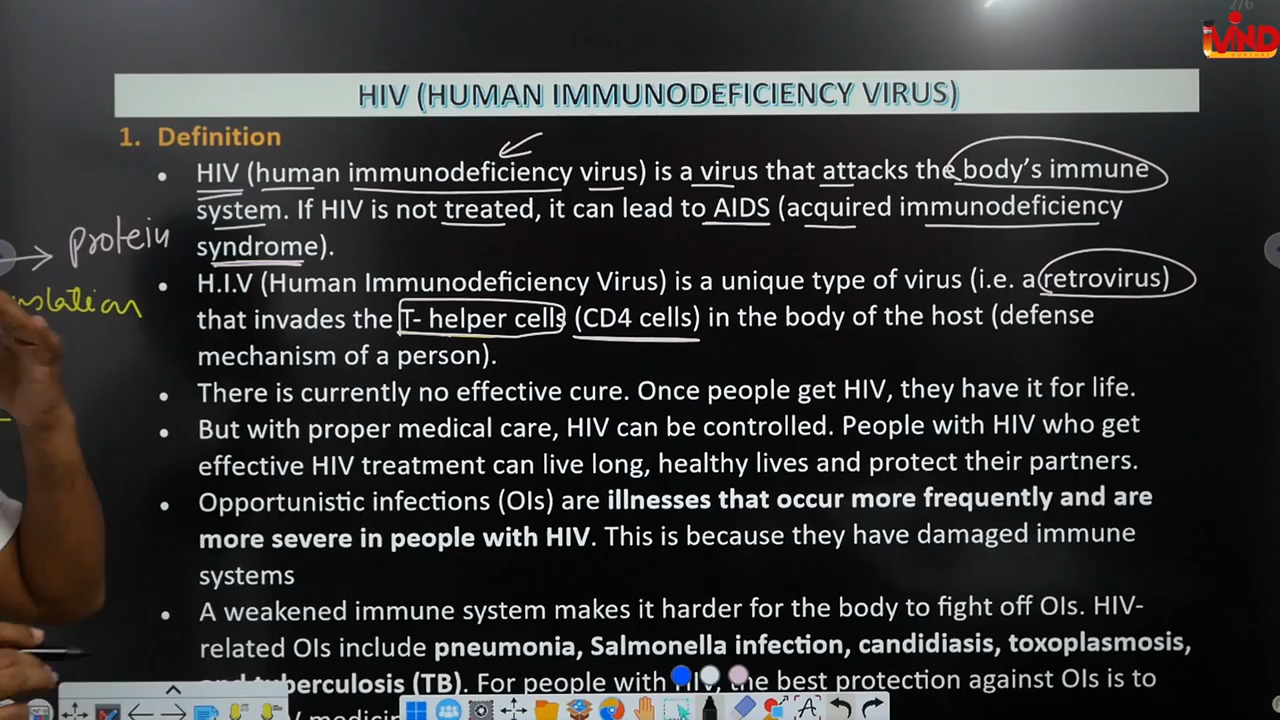 2/6
MIND
HIV (HUMAN IMMUNODEFICIENCY VIRUS)
1. Definition
• HIV (human immunodeficiency virus) is a virus that attacks the body's immune
system. If HIV is not treated, it can lead to AIDS (acquired immunodeficiency
syndrome).
→ protein
• H.I.V (Human Immunodeficiency Virus) is a unique type of virus (i.e. a retrovirus)
that invades the T- helper cells (CD4 cells) in the body of the host (defense
mechanism of a person).
• There is currently no effective cure. Once people get HIV, they have it for life.
• But with proper medical care, HIV can be controlled. People with HIV who get
effective HIV treatment can live long, healthy lives and protect their partners.
• Opportunistic infections (OIs) are illnesses that occur more frequently and are
more severe in people with HIV. This is because they have damaged immune
systems
• A weakened immune system makes it harder for the body to fight off OIs. HIV-
related OIs include pneumonia, Salmonella infection, candidiasis, toxoplasmosis,
(TB). For people with HIV, the best protection against OIs is to